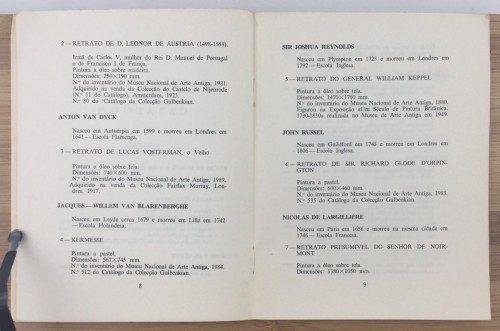 2 — RETRATO DE D. LEONOR DE AUSTRIA (1498-1558).
Irmã de Carlos V, mulher do Rei D. Manuel de Portugal
e de Francisco I de França.
Pintura a óleo sobre madeira.
Dimensões: 250×190 mm.
N.º do inventário do Museu Nacional de Arte Antiga, 1981.
Adquirido na venda da Colecção do Castelo de Nijenrode
(N.º 11 do Catálogo), Amsterdam, 1923.
N.º 80 do Catálogo da Colecção Gulbenkian.
ANTON VAN DYCK
Nasceu em Antuérpia em 1599 e morreu em Londres em
1641 — Escola Flamenga.
3 — RETRATO DE LUCAS VOSTERMAN, o Velho
Pintura a óleo sobre tela.
Dimensões: 740×600 mm.
N.º do inventário do Museu Nacional de Arte Antiga, 1989.
Adquirido na venda da Colecção Fairfax Murray, Lon-
dres, 1917.
JACQUES — WILLEM VAN BLARENBERGHE
Nasceu em Leyde cerca 1679 e morreu em Lille em 1742
— Escola Holandesa.
4 — KERMESSE
Pintura a pastel.
Dimensões: 567×745 mm.
N.º do inventário do Museu Nacional de Arte Antiga, 1984.
N.º 512 do Catálogo da Colecção Gulbenkian.
8
SIR JOSHUA REYNOLDS
Nasceu em Plympton em 1723 e morreu em Londres em
1792 — Escola Inglesa.
5 — RETRATO DO GENERAL WILLIAM KEPPEL
Pintura a óleo sobre tela.
Dimensões: 1470×1760 mm.
N.º do inventário do Museu Nacional de Arte Antiga, 1880.
Figurou na Exposição «Um Século de Pintura Britânica.
1730-1830» realizada no Museu de Arte Antiga em 1949.
JOHN RUSSEL
Nasceu em Guildford em 1745 e morreu em Londres em
1806 — Escola Inglesa.
6 — RETRATO DE SIR RICHARD GLODE D'ORPIN-
GTON
Pintura a pastel.
Dimensões: 600×440 mm.
N.º do inventário do Museu Nacional de Arte Antiga, 1983.
N.º 535 do Catálogo da Colecção Gulbenkian.
NICOLAS DE LARGILLIERE
Nasceu em Paris em 1656 e morreu na mesma cidade em
1746 — Escola Francesa.
7 — RETRATO PRESUMIVEL DO SENHOR DE NOIR-
MONT
Pintura a óleo sobre tela.
Dimensões: 1380×1050 mm.
9